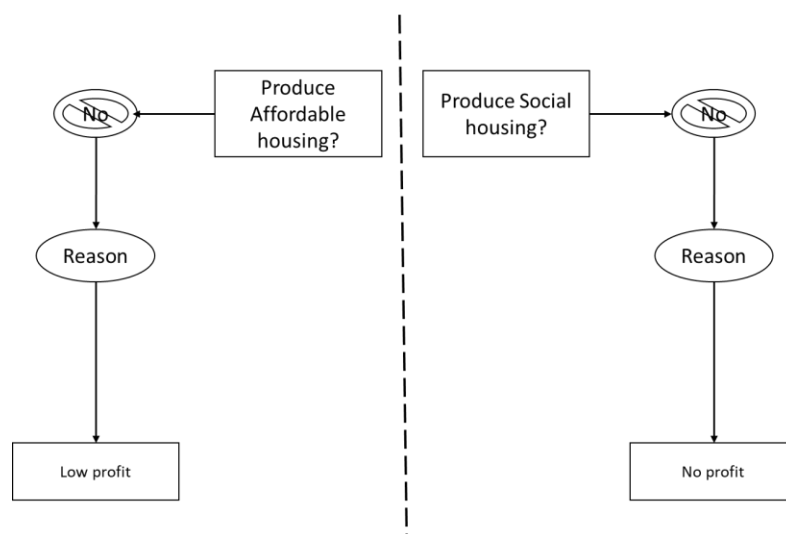 No
Produce
Affordable
housing?
Reason
Low profit
Produce Social
housing?
No
Reason
No profit